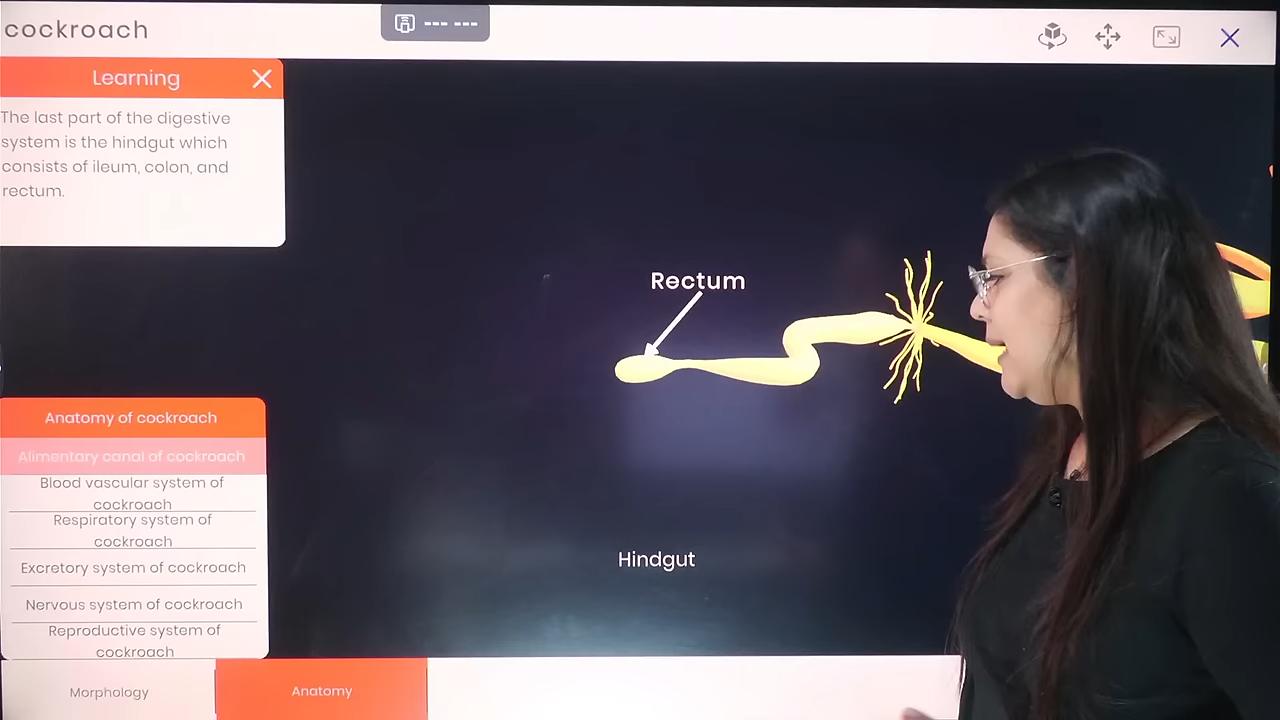 cockroach
Learning
The last part of the digestive
system is the hindgut which
consists of ileum, colon, and
rectum.
Rectum
Anatomy of cockroach
Alimentary canal of cockroach
Blood vascular system of
cockroach
Respiratory system of
cockroach
Excretory system of cockroach
Nervous system of cockroach
Reproductive system of
cockroach
Hindgut
Morphology
Anatomy